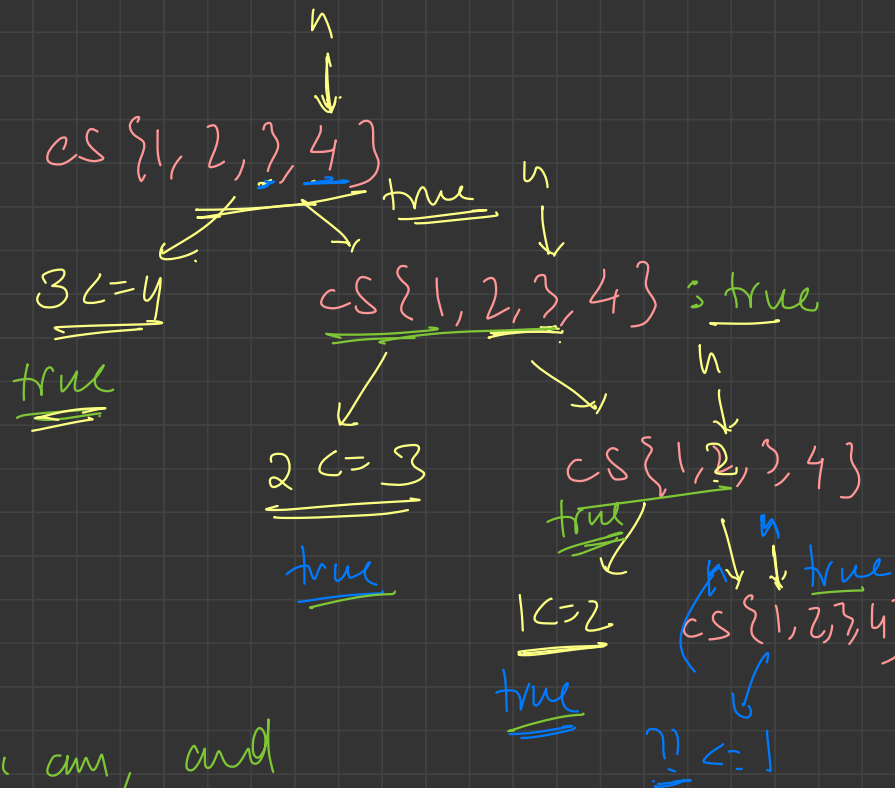 n
cs {1, 2, 3, 4}
true n
3 <= 4 cs{1, 2, 3, 4} : true
true n
2 <= 3 cs{1, 2, 3, 4}
true n
true n true
1 <= 2 cs{1, 2, 3, 4
true
?? <= 1
am, and